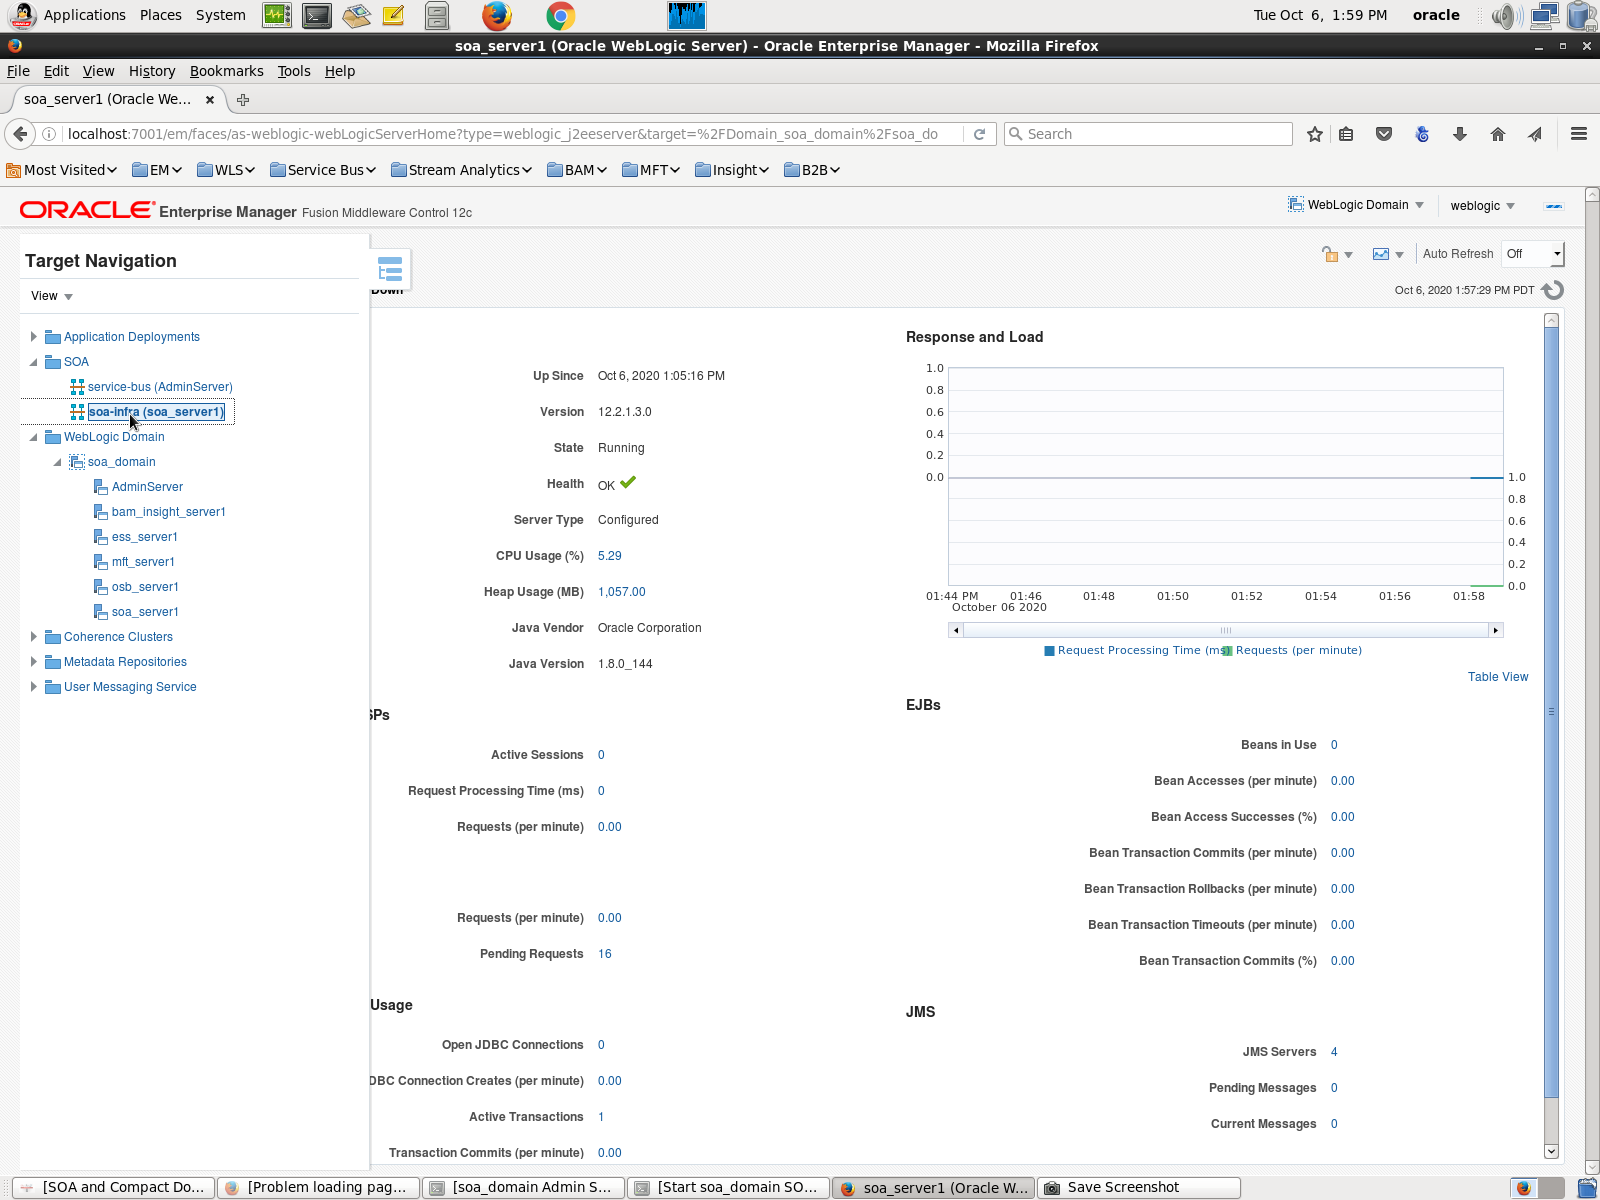 Applications Places System Tue Oct 6, 1:59 PM oracle
soa_server1 (Oracle WebLogic Server) - Oracle Enterprise Manager - Mozilla Firefox
File Edit View History Bookmarks Tools Help
soa_server1 (Oracle We...
localhost:7001/em/faces/as-weblogic-webLogicServerHome?type=weblogic_j2eeserver&target=%2FDomain_soa_domain%2Fsoa_do Search
Most Visited EM WLS Service Bus Stream Analytics BAM MFT Insight B2B
ORACLE Enterprise Manager Fusion Middleware Control 12c WebLogic Domain weblogic
Target Navigation
View
Application Deployments
SOA
service-bus (AdminServer)
soa-infra (soa_server1)
WebLogic Domain
soa_domain
AdminServer
bam_insight_server1
ess_server1
mft_server1
osb_server1
soa_server1
Coherence Clusters
Metadata Repositories
User Messaging Service
Auto Refresh Off
Down
Oct 6, 2020 1:57:29 PM PDT
Up Since Oct 6, 2020 1:05:16 PM
Version 12.2.1.3.0
State Running
Health OK
Server Type Configured
CPU Usage (%) 5.29
Heap Usage (MB) 1,057.00
Java Vendor Oracle Corporation
Java Version 1.8.0_144
Response and Load
1.0
0.8
0.6
0.4
0.2
0.0 1.0
0.8
0.6
0.4
0.2
0.0
01:44 PM 01:46 01:48 01:50 01:52 01:54 01:56 01:58
October 06 2020
Request Processing Time (ms) Requests (per minute)
Table View
SPs
Active Sessions 0
Request Processing Time (ms) 0
Requests (per minute) 0.00
Requests (per minute) 0.00
Pending Requests 16
EJBs
Beans in Use 0
Bean Accesses (per minute) 0.00
Bean Access Successes (%) 0.00
Bean Transaction Commits (per minute) 0.00
Bean Transaction Rollbacks (per minute) 0.00
Bean Transaction Timeouts (per minute) 0.00
Bean Transaction Commits (%) 0.00
Usage
Open JDBC Connections 0
DBC Connection Creates (per minute) 0.00
Active Transactions 1
Transaction Commits (per minute) 0.00
JMS
JMS Servers 4
Pending Messages 0
Current Messages 0
[SOA and Compact Do... [Problem loading pag... [soa_domain Admin S... [Start soa_domain SO... soa_server1 (Oracle W... Save Screenshot